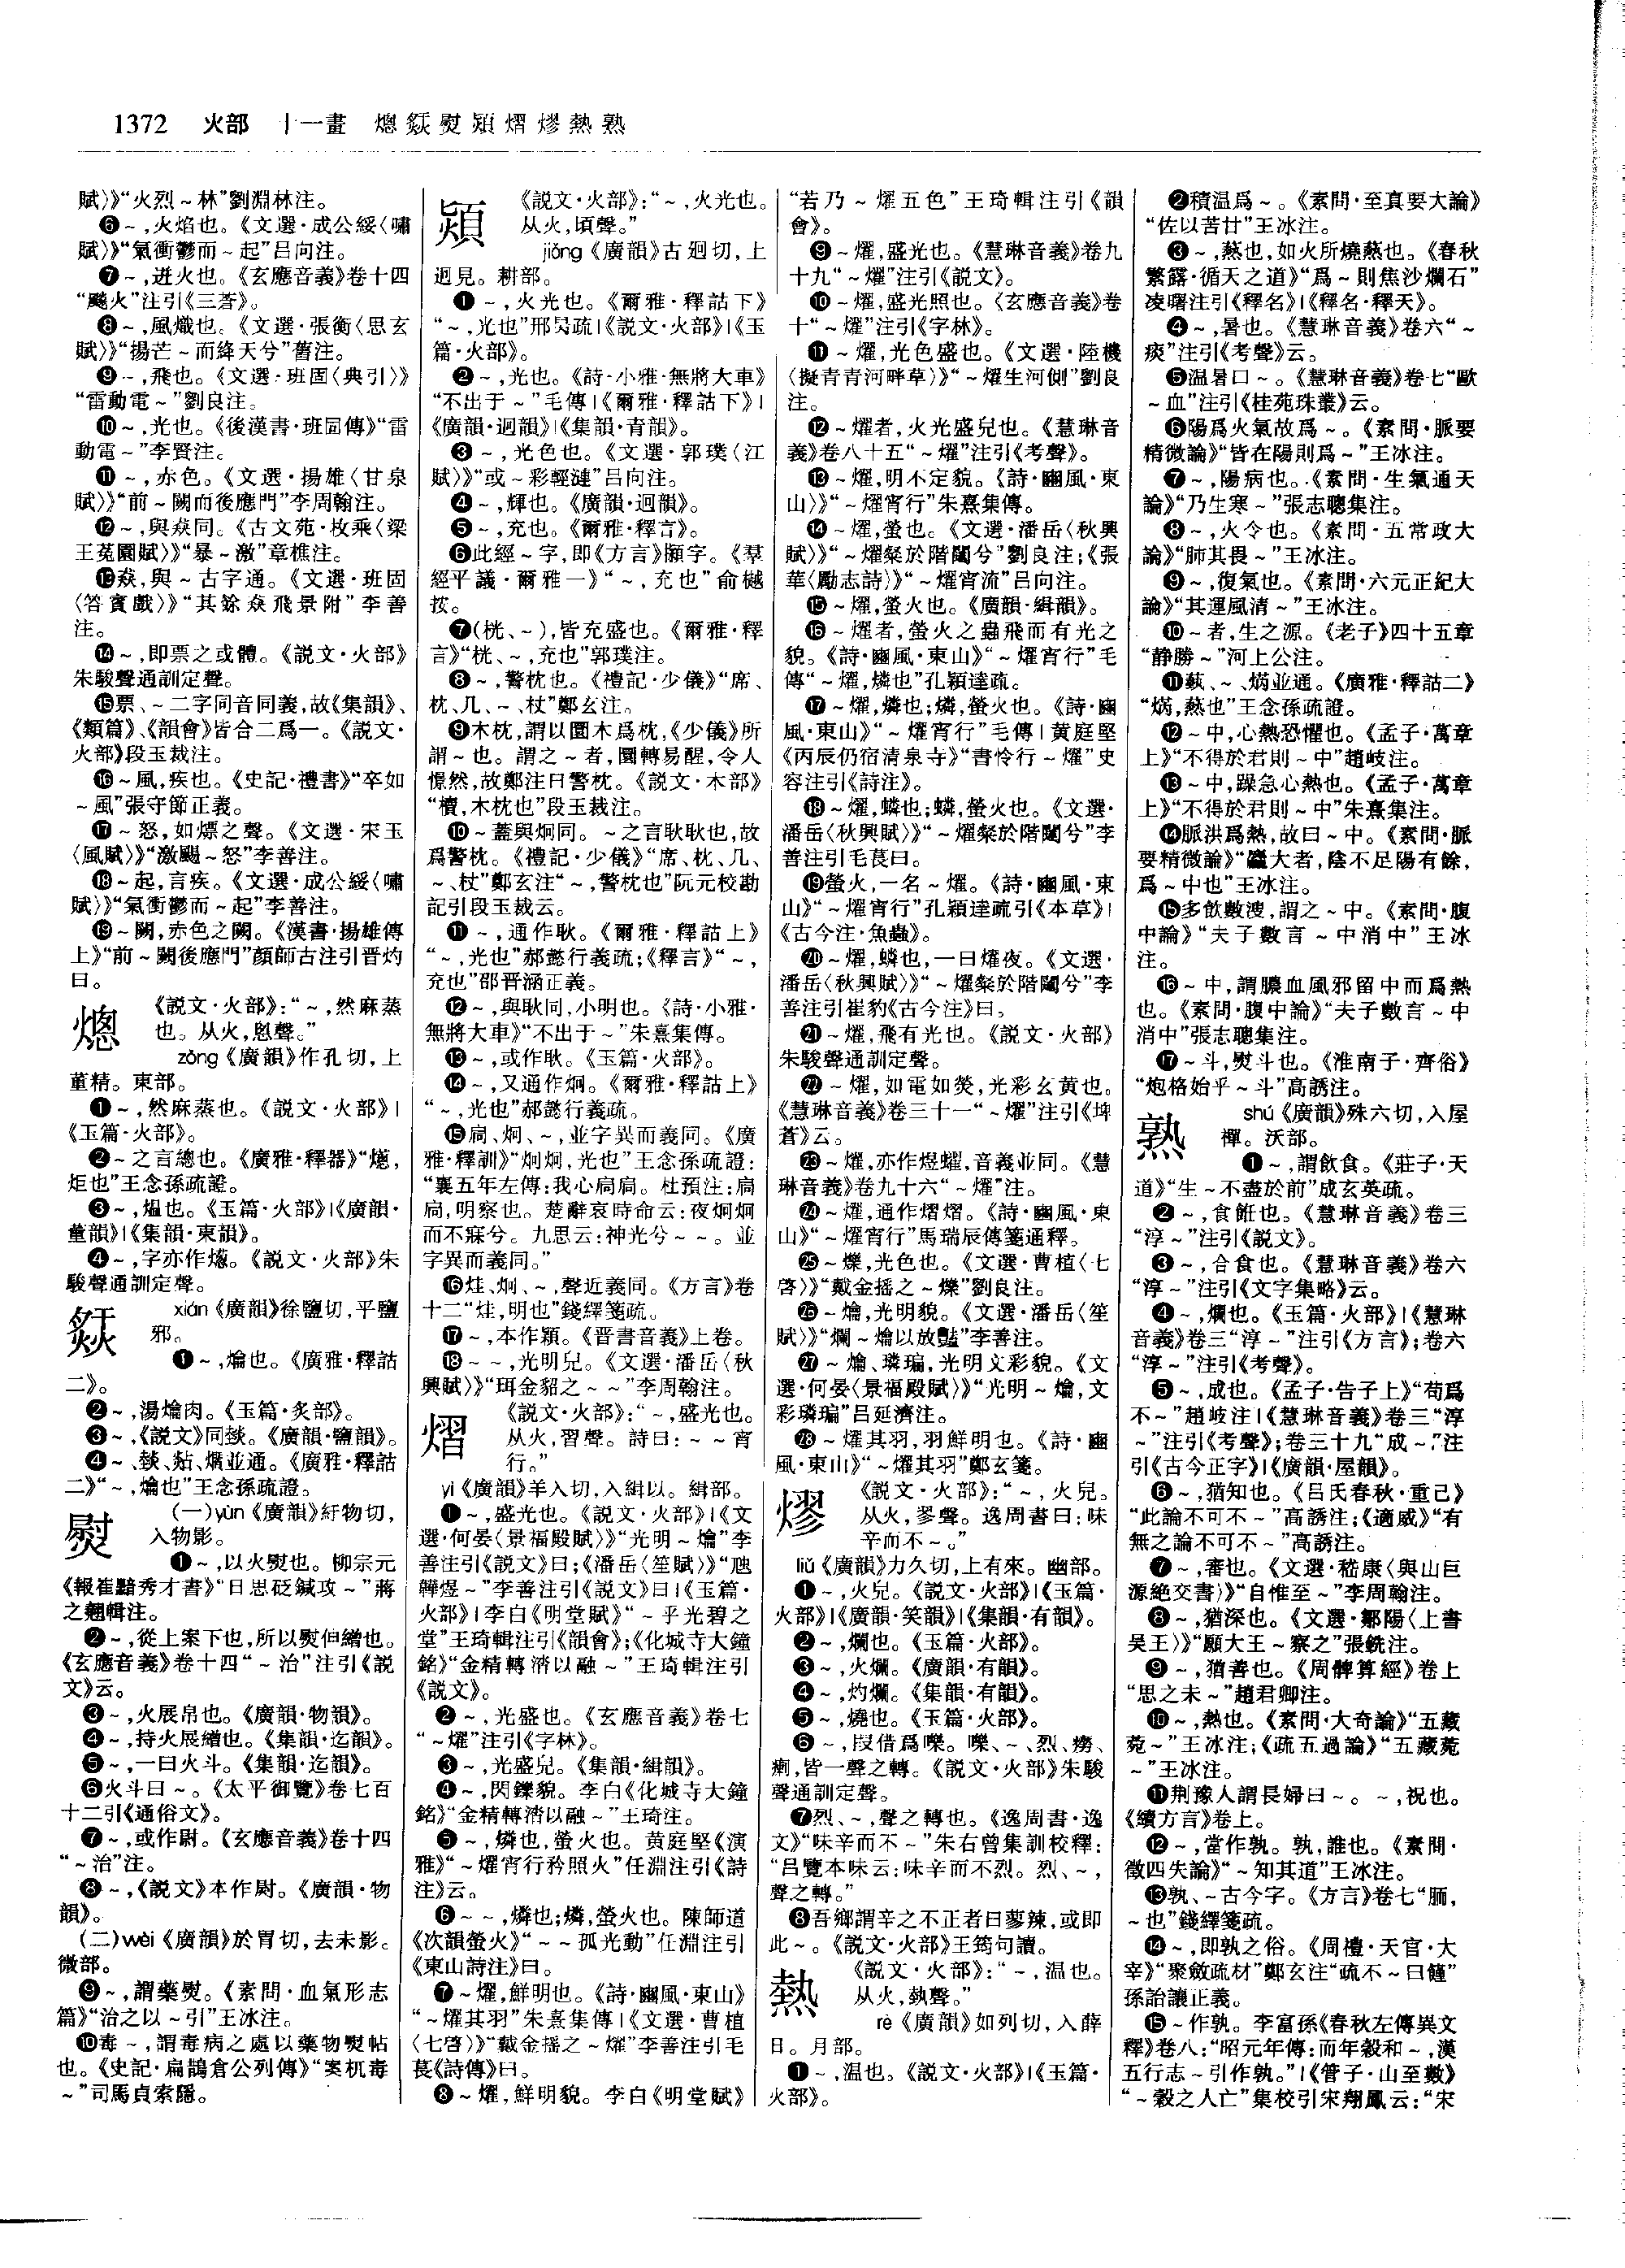 1372 火部 十一畫 熜燅熨熲熠熮熱熟
賦〉》“火烈~林”劉淵林注。
❻~,火焰也。《文選·成公綏〈嘯
賦〉》“氣衝鬱而~起”吕向注。
❼~,迸火也。《玄應音義》卷十四
“飈火”注引《三蒼》。
❽~,風熾也。《文選·張衡〈思玄
賦〉》“揚芒~而絳天兮”舊注。
❾~,飛也。《文選·班固〈典引〉》
“雷動電~”劉良注。
❿~,光也。《後漢書·班固傳》“雷
動電~”李賢注。
⓫~,赤色。《文選·揚雄〈甘泉
賦〉》“前~闕而後應門”李周翰注。
⓬~,與猋同。《古文苑·枚乘〈梁
王菟園賦〉》“暴~激”章樵注。
⓭猋,與~古字通。《文選·班固
〈答賓戲〉》“其餘猋飛景附”李善
注。
⓮~,即票之或體。《説文·火部》
朱駿聲通訓定聲。
⓯票、~二字同音同義,故《集韻》、
《類篇》、《韻會》皆合二爲一。《説文·
火部》段玉裁注。
⓰~風,疾也。《史記·禮書》“卒如
~風”張守節正義。
⓱~怒,如熛之聲。《文選·宋玉
〈風賦〉》“激颺~怒”李善注。
⓲~起,言疾。《文選·成公綏〈嘯
賦〉》“氣衝鬱而~起”李善注。
⓳~闕,赤色之闕。《漢書·揚雄傳
上》“前~闕後應門”顔師古注引晋灼
曰。
熜 《説文·火部》:“~,然麻蒸
也。从火,悤聲。”
zǒng《廣韻》作孔切,上
董精。東部。
❶~,然麻蒸也。《説文·火部》|
《玉篇·火部》。
❷~之言總也。《廣雅·釋器》“熜,
炬也”王念孫疏證。
❸~,熅也。《玉篇·火部》|《廣韻·
董韻》|《集韻·東韻》。
❹~,字亦作熜。《説文·火部》朱
駿聲通訓定聲。
燅 xián《廣韻》徐鹽切,平鹽
邪。
❶~,爚也。《廣雅·釋詁
二》。
❷~,湯爚肉。《玉篇·炙部》。
❸~,《説文》同燅。《廣韻·鹽韻》。
❹~、燅、煔、爓並通。《廣雅·釋詁
二》“~,爚也”王念孫疏證。
熨 (一)yùn《廣韻》紆物切,
入物影。
❶~,以火熨也。柳宗元
《報崔黯秀才書》“日思砭鍼攻~”蔣
之翹輯注。
❷~,從上案下也,所以熨伸繒也。
《玄應音義》卷十四“~治”注引《説
文》云。
❸~,火展帛也。《廣韻·物韻》。
❹~,持火展繒也。《集韻·迄韻》。
❺~,一曰火斗。《集韻·迄韻》。
❻火斗曰~。《太平御覽》卷七百
十二引《通俗文》。
❼~,或作尉。《玄應音義》卷十四
“~治”注。
❽~,《説文》本作尉。《廣韻·物
韻》。
(二)wèi《廣韻》於胃切,去未影。
微部。
❾~,謂藥熨。《素問·血氣形志
篇》“治之以~引”王冰注。
❿毒~,謂毒病之處以藥物熨帖
也。《史記·扁鵲倉公列傳》“案杌毒
~”司馬貞索隱。
熲 《説文·火部》:“~,火光也。
从火,頃聲。”
jiǒng《廣韻》古迥切,上
迥見。耕部。
❶~,火光也。《爾雅·釋詁下》
“~,光也”邢昺疏|《説文·火部》|《玉
篇·火部》。
❷~,光也。《詩·小雅·無將大車》
“不出于~”毛傳|《爾雅·釋詁下》|
《廣韻·迥韻》|《集韻·青韻》。
❸~,光色也。《文選·郭璞〈江
賦〉》“或~彩輕漣”吕向注。
❹~,輝也。《廣韻·迥韻》。
❺~,充也。《爾雅·釋言》。
❻此經~字,即《方言》顥字。《羣
經平議·爾雅一》“~,充也”俞樾
按。
❼(桄、~),皆充盛也。《爾雅·釋
言》“桄、~,充也”郭璞注。
❽~,警枕也。《禮記·少儀》“席、
枕、几、~、杖”鄭玄注。
❾木枕,謂以圜木爲枕,《少儀》所
謂~也。謂之~者,圜轉易醒,令人
憬然,故鄭注曰警枕。《説文·木部》
“櫝,木枕也”段玉裁注。
❿~蓋與炯同。~之言耿耿也,故
爲警枕。《禮記·少儀》“席、枕、几、
~、杖”鄭玄注“~,警枕也”阮元校勘
記引段玉裁云。
⓫~,通作耿。《爾雅·釋詁上》
“~,光也”郝懿行義疏;《釋言》“~,
充也”邵晋涵正義。
⓬~,與耿同,小明也。《詩·小雅·
無將大車》“不出于~”朱熹集傳。
⓭~,或作耿。《玉篇·火部》。
⓮~,又通作炯。《爾雅·釋詁上》
“~,光也”郝懿行義疏。
⓯扃、炯、~,並字異而義同。《廣
雅·釋訓》“炯炯,光也”王念孫疏證:
“襄五年左傳:我心扃扃。杜預注:扃
扃,明察也。楚辭哀時命云:夜炯炯
而不寐兮。九思云:神光兮~~。並
字異而義同。”
⓰烓、炯、~,聲近義同。《方言》卷
十二“烓,明也”錢繹箋疏。
⓱~,本作潁。《晋書音義》上卷。
⓲~~,光明皃。《文選·潘岳〈秋
興賦〉》“珥金貂之~~”李周翰注。
熠 《説文·火部》:“~,盛光也。
从火,習聲。詩曰:~~宵
行。”
yì《廣韻》羊入切,入緝以。緝部。
❶~,盛光也。《説文·火部》|《文
選·何晏〈景福殿賦〉》“光明~爚”李
善注引《説文》曰;《潘岳〈笙賦〉》“虺
韡煜~”李善注引《説文》曰|《玉篇·
火部》|李白《明堂賦》“~乎光碧之
堂”王琦輯注引《韻會》;《化城寺大鐘
銘》“金精轉涔以融~”王琦輯注引
《説文》。
❷~,光盛也。《玄應音義》卷七
“~燿”注引《字林》。
❸~,光盛皃。《集韻·緝韻》。
❹~,閃鑠貌。李白《化城寺大鐘
銘》“金精轉涔以融~”王琦注。
❺~,燐也,螢火也。黄庭堅《演
雅》“~燿宵行矜照火”任淵注引《詩
注》云。
❻~~,燐也;燐,螢火也。陳師道
《次韻螢火》“~~孤光動”任淵注引
《東山詩注》曰。
❼~燿,鮮明也。《詩·豳風·東山》
“~燿其羽”朱熹集傳|《文選·曹植
〈七啓〉》“戴金摇之~燿”李善注引毛
萇《詩傳》曰。
❽~燿,鮮明貌。李白《明堂賦》
“若乃~燿五色”王琦輯注引《韻
會》。
❾~燿,盛光也。《慧琳音義》卷九
十九“~燿”注引《説文》。
❿~燿,盛光照也。《玄應音義》卷
十“~燿”注引《字林》。
⓫~燿,光色盛也。《文選·陸機
〈擬青青河畔草〉》“~燿生河側”劉良
注。
⓬~燿者,火光盛皃也。《慧琳音
義》卷八十五“~燿”注引《考聲》。
⓭~燿,明不定貌。《詩·豳風·東
山》》“~燿宵行”朱熹集傳。
⓮~燿,螢也。《文選·潘岳〈秋興
賦〉》“~燿粲於階闥兮”劉良注;《張
華〈勵志詩〉》“~燿宵流”吕向注。
⓯~燿,螢火也。《廣韻·緝韻》。
⓰~燿者,螢火之蟲飛而有光之
貌。《詩·豳風·東山》“~燿宵行”毛
傳“~燿,燐也”孔穎達疏。
⓱~燿,燐也;燐,螢火也。《詩·豳
風·東山》“~燿宵行”毛傳|黄庭堅
《丙辰仍宿清泉寺》“書怜行~燿”史
容注引《詩注》。
⓲~燿,蟒也;蟒,螢火也。《文選·
潘岳〈秋興賦〉》“~燿粲於階闥兮”李
善注引毛萇曰。
⓳螢火,一名~燿。《詩·豳風·東
山》“~燿宵行”孔穎達疏引《本草》|
《古今注·魚蟲》。
⓴~燿,蟒也,一曰燿夜。《文選·
潘岳〈秋興賦〉》“~燿粲於階闥兮”李
善注引崔豹《古今注》曰。
㉑~燿,飛有光也。《説文·火部》
朱駿聲通訓定聲。
㉒~燿,如電如熒,光彩玄黄也。
《慧琳音義》卷三十一“~燿”注引《埤
蒼》云。
㉓~燿,亦作煜蠗,音義並同。《慧
琳音義》卷九十六“~燿”注。
㉔~燿,通作熠熠。《詩·豳風·東
山》“~燿宵行”馬瑞辰傳箋通釋。
㉕~爍,光色也。《文選·曹植〈七
啓〉》“戴金摇之~爍”劉良注。
㉖~爚,光明貌。《文選·潘岳〈笙
賦〉》“爛~爚以放豔”李善注。
㉗~爚、璘㻞,光明文彩貌。《文
選·何晏〈景福殿賦〉》“光明~爚,文
彩璘㻞”吕延濟注。
㉘~燿其羽,羽鮮明也。《詩·豳
風·東山》“~燿其羽”鄭玄箋。
熮 《説文·火部》:“~,火皃。
从火,翏聲。逸周書曰:味
辛而不~。”
liǔ《廣韻》力久切,上有來。幽部。
❶~,火皃。《説文·火部》|《玉篇·
火部》|《廣韻·笑韻》|《集韻·有韻》。
❷~,爛也。《玉篇·火部》。
❸~,火爛。《廣韻·有韻》。
❹~,灼爛。《集韻·有韻》。
❺~,燒也。《玉篇·火部》。
❻~,叚借爲㗚。㗚、~、烈、癆、
瘌,皆一聲之轉。《説文·火部》朱駿
聲通訓定聲。
❼烈、~,聲之轉也。《逸周書·逸
文》“味辛而不~”朱右曾集訓校釋:
“吕覽本味云:味辛而不烈。烈、~,
聲之轉。”
❽吾鄉謂辛之不正者曰蓼辣,或即
此~。《説文·火部》王筠句讀。
熱 《説文·火部》:“~,温也。
从火,埶聲。”
rè《廣韻》如列切,入薛
日。月部。
❶~,温也。《説文·火部》|《玉篇·
火部》。
❷積温爲~。《素問·至真要大論》
“佐以苦甘”王冰注。
❸~,爇也,如火所燒爇也。《春秋
繁露·循天之道》“爲~則焦沙爛石”
凌曙注引《釋名》|《釋名·釋天》。
❹~,暑也。《慧琳音義》卷六“~
痰”注引《考聲》云。
❺温暑曰~。《慧琳音義》卷七“歐
~血”注引《桂苑珠叢》云。
❻陽爲火氣故爲~。《素問·脈要
精微論》“皆在陽則爲~”王冰注。
❼~,陽病也。《素問·生氣通天
論》“乃生寒~”張志聰集注。
❽~,火令也。《素問·五常政大
論》“肺其畏~”王冰注。
❾~,復氣也。《素問·六元正紀大
論》“其運風清~”王冰注。
❿~者,生之源。《老子》四十五章
“静勝~”河上公注。
⓫爇、~、焫並通。《廣雅·釋詁二》
“焫,爇也”王念孫疏證。
⓬~中,心熱恐懼也。《孟子·萬章
上》“不得於君則~中”趙岐注。
⓭~中,躁急心熱也。《孟子·萬章
上》“不得於君則~中”朱熹集注。
⓮脈洪爲熱,故曰~中。《素問·脈
要精微論》“麤大者,陰不足陽有餘,
爲~中也”王冰注。
⓯多飲數溲,謂之~中。《素問·腹
中論》“夫子數言~中消中”王冰
注。
⓰~中,謂膿血風邪留中而爲熱
也。《素問·腹中論》“夫子數言~中
消中”張志聰集注。
⓱~斗,熨斗也。《淮南子·齊俗》
“炮格始乎~斗”高誘注。
熟 shú《廣韻》殊六切,入屋
禪。沃部。
❶~,謂飲食。《莊子·天
道》“生~不盡於前”成玄英疏。
❷~,食飪也。《慧琳音義》卷三
“淳~”注引《説文》。
❸~,合食也。《慧琳音義》卷六
“淳~”注引《文字集略》云。
❹~,爛也。《玉篇·火部》|《慧琳
音義》卷三“淳~”注引《方言》;卷六
“淳~”注引《考聲》。
❺~,成也。《孟子·告子上》“苟爲
不~”趙岐注|《慧琳音義》卷三“淳
~”注引《考聲》;卷三十九“成~”注
引《古今正字》|《廣韻·屋韻》。
❻~,猶知也。《吕氏春秋·重己》
“此論不可不~”高誘注;《適威》“有
無之論不可不~”高誘注。
❼~,審也。《文選·嵇康〈與山巨
源絶交書〉》“自惟至~”李周翰注。
❽~,猶深也。《文選·鄒陽〈上書
吴王〉》“願大王~察之”張銑注。
❾~,猶善也。《周髀算經》卷上
“思之未~”趙君卿注。
❿~,熱也。《素問·大奇論》“五藏
菀~”王冰注;《疏五過論》“五藏菀
~”王冰注。
⓫荆豫人謂長婦曰~。~,祝也。
《續方言》卷上。
⓬~,當作孰。孰,誰也。《素問·
徵四失論》“~知其道”王冰注。
⓭孰、~古今字。《方言》卷七“胹,
~也”錢繹箋疏。
⓮~,即孰之俗。《周禮·天官·大
宰》“聚斂疏材”鄭玄注“疏不~曰饉”
孫詒讓正義。
⓯~作孰。李富孫《春秋左傳異文
釋》卷八:“昭元年傳:而年穀和~,漢
五行志~引作孰。”|《管子·山至數》
“~穀之人亡”集校引宋翔鳳云:“宋